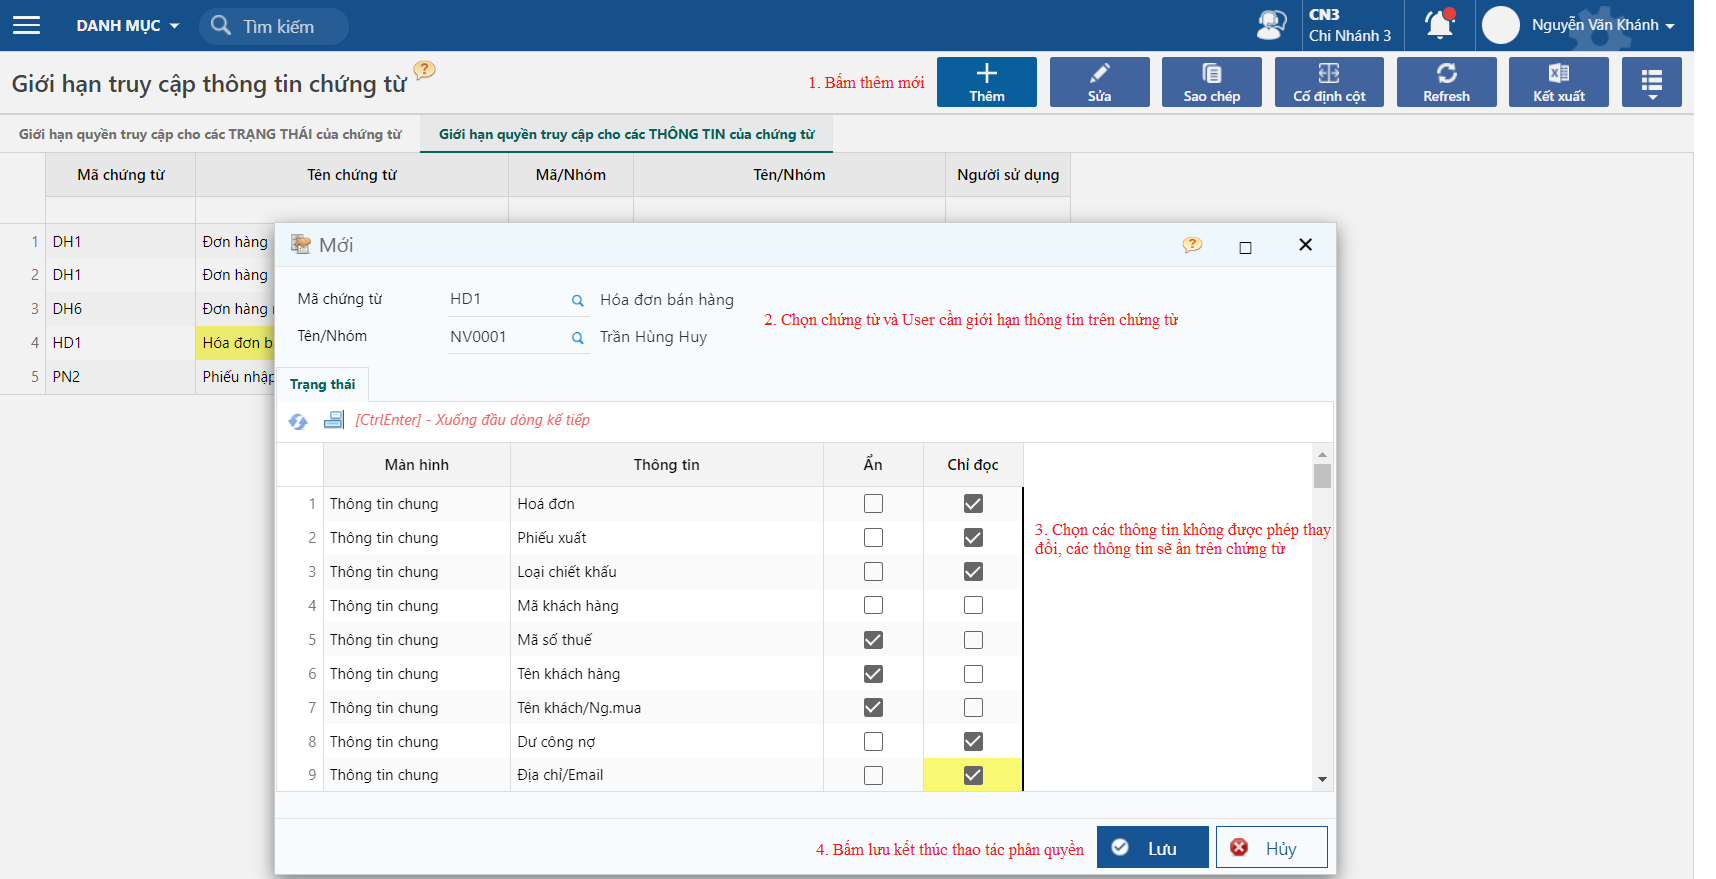 DANH MỤC
Tìm kiếm
CN3
Chi Nhánh 3
Nguyễn Văn Khánh
Giới hạn truy cập thông tin chứng từ
1. Bấm thêm mới
Thêm
Sửa
Sao chép
Cố định cột
Refresh
Kết xuất
Giới hạn quyền truy cập cho các TRẠNG THÁI của chứng từ
Giới hạn quyền truy cập cho các THÔNG TIN của chứng từ
Mã chứng từ Tên chứng từ Mã/Nhóm Tên/Nhóm Người sử dụng
1 DH1 Đơn hàng
2 DH1 Đơn hàng
3 DH6 Đơn hàng
4 HD1 Hóa đơn b
5 PN2 Phiếu nhập
Mới
Mã chứng từ HD1 Hóa đơn bán hàng
Tên/Nhóm NV0001 Trần Hùng Huy
2. Chọn chứng từ và User cần giới hạn thông tin trên chứng từ
Trạng thái
[CtrlEnter] - Xuống đầu dòng kế tiếp
Màn hình Thông tin Ẩn Chỉ đọc
1 Thông tin chung Hoá đơn
2 Thông tin chung Phiếu xuất
3 Thông tin chung Loại chiết khấu
4 Thông tin chung Mã khách hàng
5 Thông tin chung Mã số thuế
6 Thông tin chung Tên khách hàng
7 Thông tin chung Tên khách/Ng.mua
8 Thông tin chung Dư công nợ
9 Thông tin chung Địa chỉ/Email
3. Chọn các thông tin không được phép thay
đổi, các thông tin sẽ ẩn trên chứng từ
4. Bấm lưu kết thúc thao tác phân quyền
Lưu
Hủy